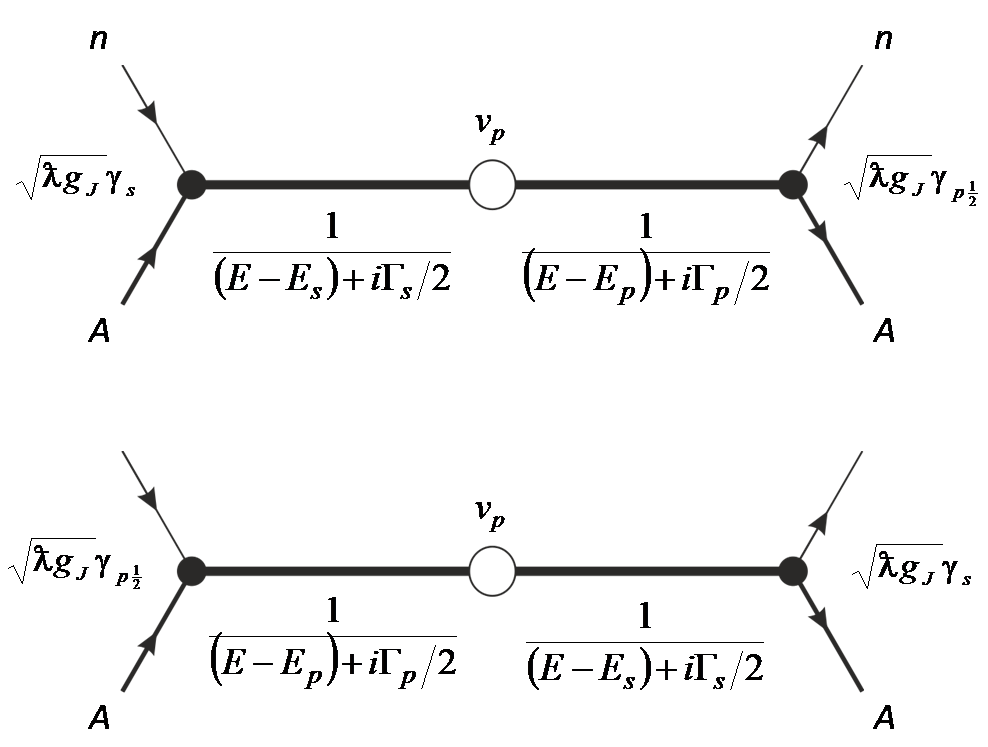 n n
v_p
√ƛg_J γ_s √ƛg_J γ_{p½}
1 1
(E − E_s) + iΓ_s/2 (E − E_p) + iΓ_p/2
A A
v_p
√ƛg_J γ_{p½} √ƛg_J γ_s
1 1
(E − E_p) + iΓ_p/2 (E − E_s) + iΓ_s/2
A A